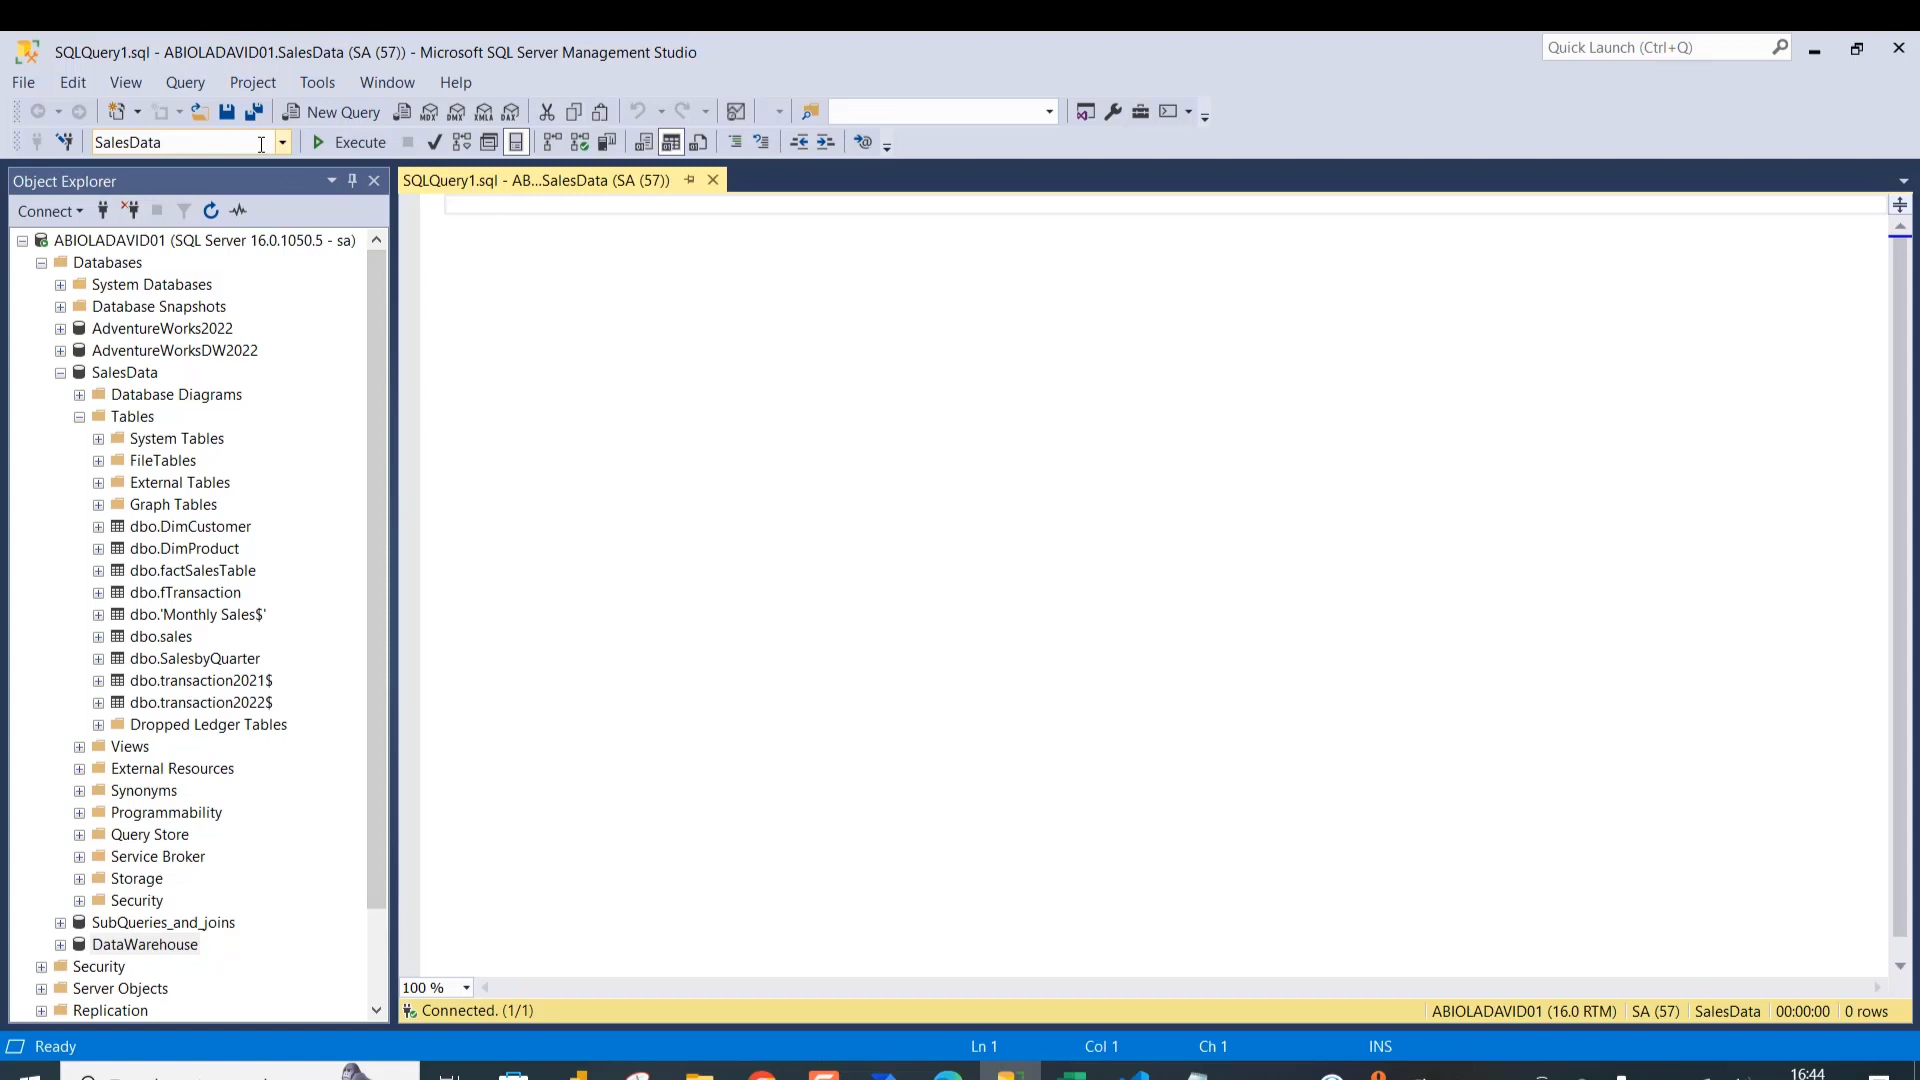 SQLQuery1.sql - ABIOLADAVID01.SalesData (SA (57)) - Microsoft SQL Server Management Studio
Quick Launch (Ctrl+Q)
File Edit View Query Project Tools Window Help
New Query MDX DMX XMLA DAX
SalesData
Execute
Object Explorer
SQLQuery1.sql - AB...SalesData (SA (57))
Connect
ABIOLADAVID01 (SQL Server 16.0.1050.5 - sa)
Databases
System Databases
Database Snapshots
AdventureWorks2022
AdventureWorksDW2022
SalesData
Database Diagrams
Tables
System Tables
FileTables
External Tables
Graph Tables
dbo.DimCustomer
dbo.DimProduct
dbo.factSalesTable
dbo.fTransaction
dbo.'Monthly Sales$'
dbo.sales
dbo.SalesbyQuarter
dbo.transaction2021$
dbo.transaction2022$
Dropped Ledger Tables
Views
External Resources
Synonyms
Programmability
Query Store
Service Broker
Storage
Security
SubQueries_and_joins
DataWarehouse
Security
Server Objects
Replication
100 %
Connected. (1/1)
ABIOLADAVID01 (16.0 RTM) SA (57) SalesData 00:00:00 0 rows
Ready
Ln 1 Col 1 Ch 1 INS
16:44